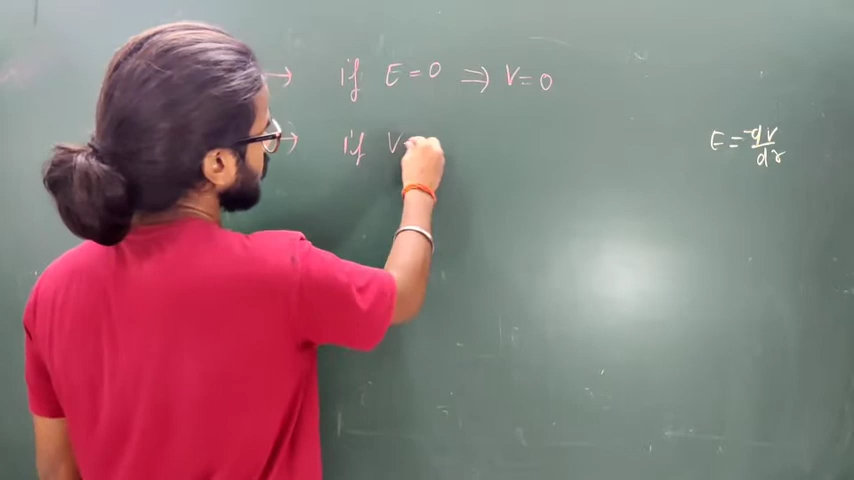 → if E = 0 ⇒ V = 0
→ if V=
E = -dV/dr